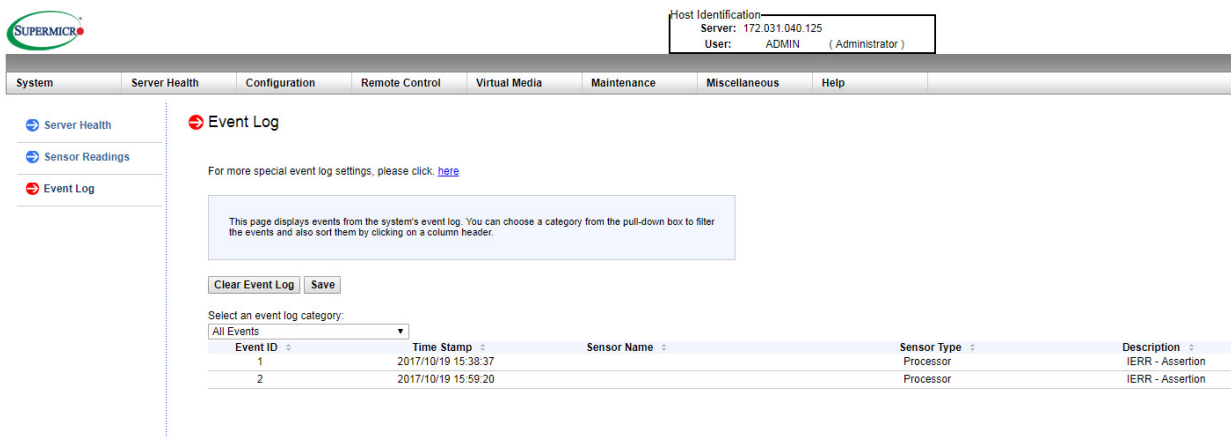 SUPERMICR
Host Identification
Server: 172.031.040.125
User: ADMIN ( Administrator )
System Server Health Configuration Remote Control Virtual Media Maintenance Miscellaneous Help
Server Health
Sensor Readings
Event Log
Event Log
For more special event log settings, please click. here
This page displays events from the system's event log. You can choose a category from the pull-down box to filter
the events and also sort them by clicking on a column header.
Clear Event Log Save
Select an event log category:
All Events
Event ID Time Stamp Sensor Name Sensor Type Description
1 2017/10/19 15:38:37 Processor IERR - Assertion
2 2017/10/19 15:59:20 Processor IERR - Assertion